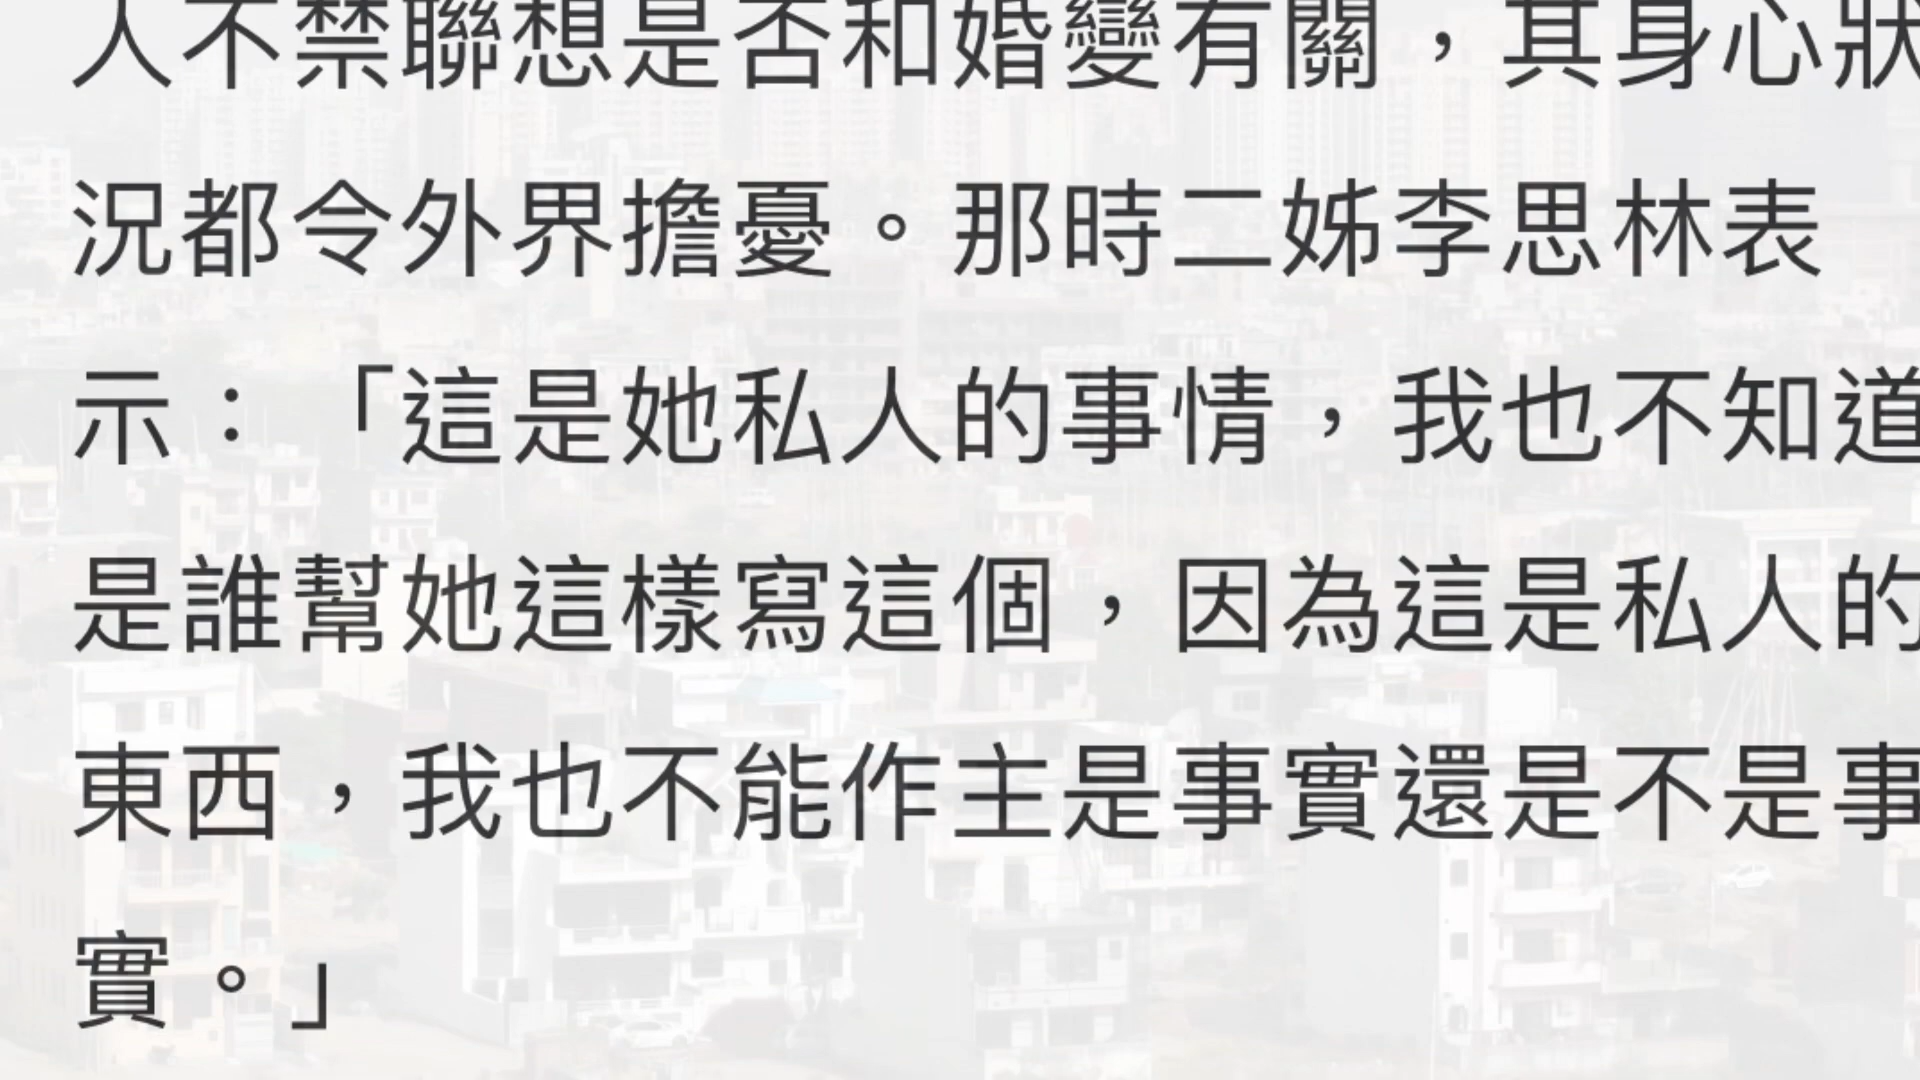 人不禁聯想是否和婚變有關，其身心狀
況都令外界擔憂。那時二姊李思林表
示：「這是她私人的事情，我也不知道
是誰幫她這樣寫這個，因為這是私人的
東西，我也不能作主是事實還是不是事
實。」